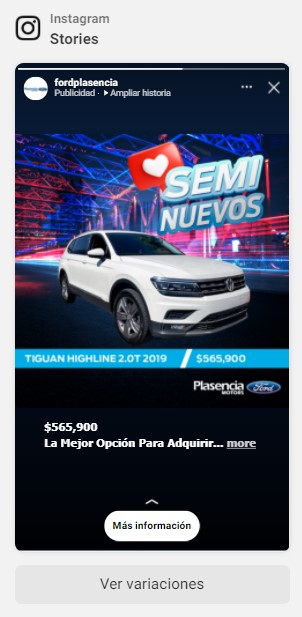 Instagram
Stories
fordplasencia
Publicidad · Ampliar historia
SEMI
NUEVOS
TIGUAN HIGHLINE 2.0T 2019 / $565,900
Plasencia
MOTORS
Ford
$565,900
La Mejor Opción Para Adquirir... more
Más información
Ver variaciones